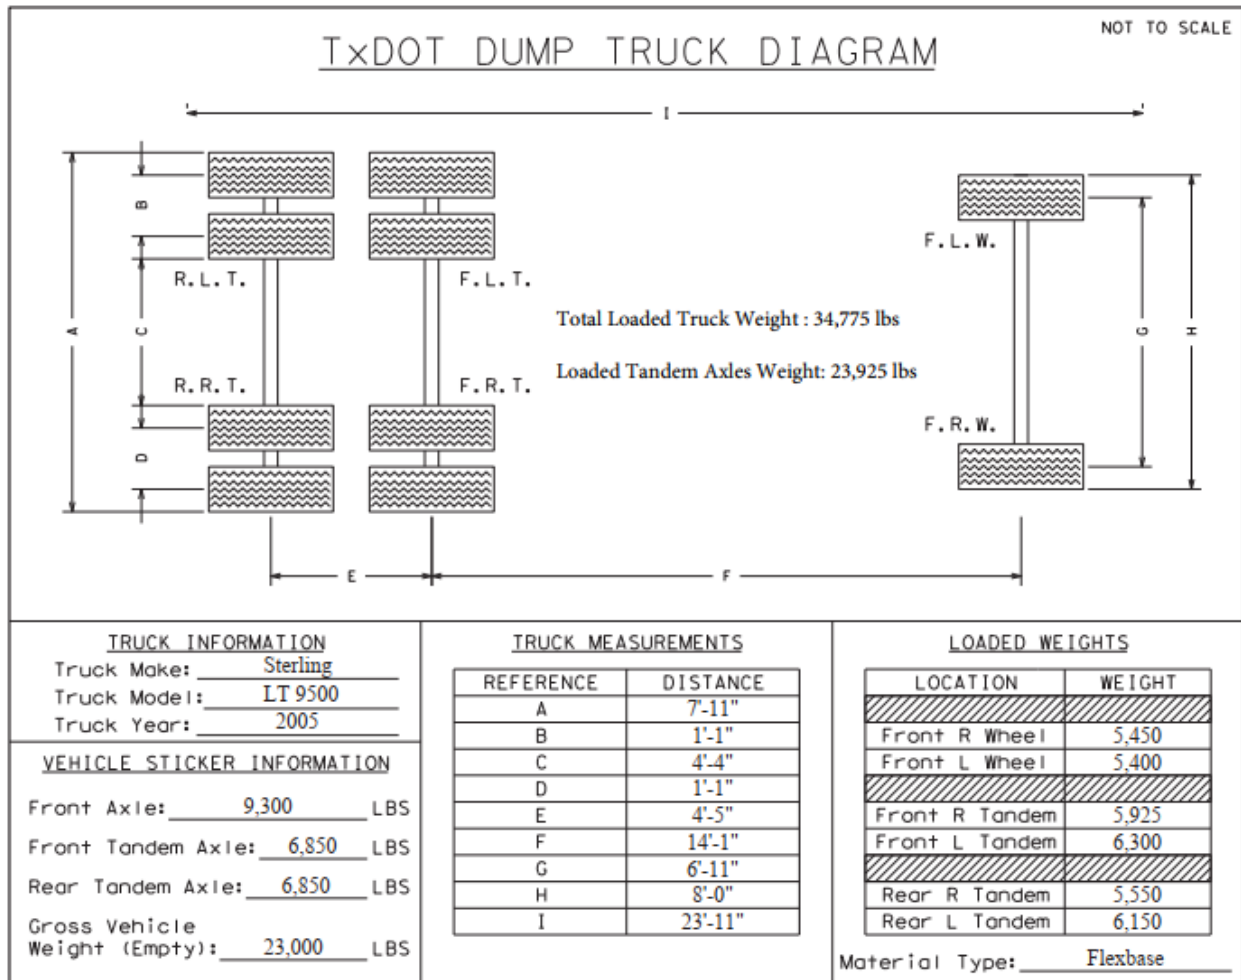 NOT TO SCALE
TxDOT DUMP TRUCK DIAGRAM
I
B
R.L.T.
F.L.T.
F.L.W.
A
C
Total Loaded Truck Weight : 34,775 lbs
G
H
Loaded Tandem Axles Weight: 23,925 lbs
R.R.T.
F.R.T.
F.R.W.
D
E
F
TRUCK INFORMATION
Truck Make: Sterling
Truck Model: LT 9500
Truck Year: 2005
VEHICLE STICKER INFORMATION
Front Axle: 9,300 LBS
Front Tandem Axle: 6,850 LBS
Rear Tandem Axle: 6,850 LBS
Gross Vehicle
Weight (Empty): 23,000 LBS
TRUCK MEASUREMENTS
REFERENCE DISTANCE
A 7'-11"
B 1'-1"
C 4'-4"
D 1'-1"
E 4'-5"
F 14'-1"
G 6'-11"
H 8'-0"
I 23'-11"
LOADED WEIGHTS
LOCATION WEIGHT
Front R Wheel 5,450
Front L Wheel 5,400
Front R Tandem 5,925
Front L Tandem 6,300
Rear R Tandem 5,550
Rear L Tandem 6,150
Material Type: Flexbase